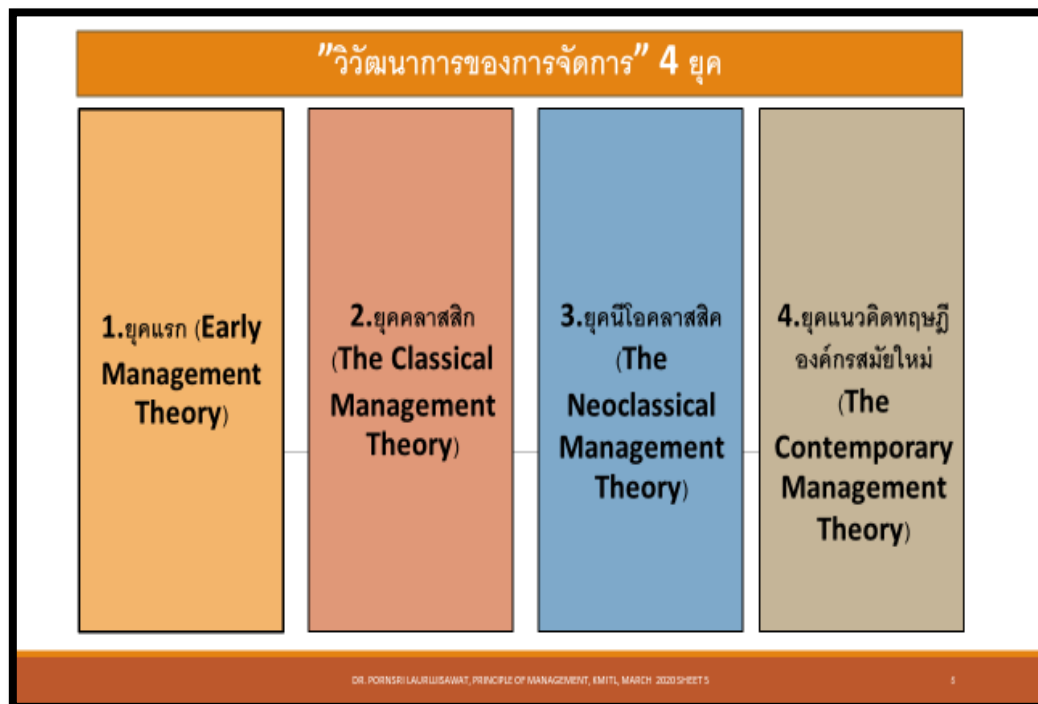 ”วิวัฒนาการของการจัดการ” 4 ยุค
1.ยุคแรก (Early
Management
Theory)
2.ยุคคลาสสิก
(The Classical
Management
Theory)
3.ยุคนีโอคลาสสิค
(The
Neoclassical
Management
Theory)
4.ยุคแนวคิดทฤษฎี
องค์กรสมัยใหม่
(The
Contemporary
Management
Theory)
DR. PORNSRI LAURUJISAWAT, PRINCIPLE OF MANAGEMENT, KMITL, MARCH 2020 SHEET 5